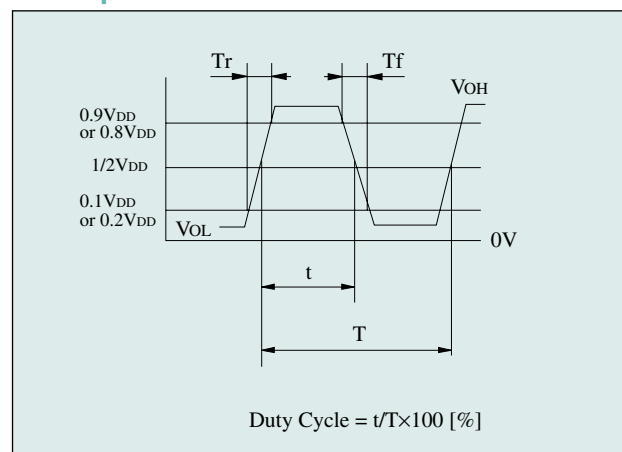 Tr
Tf
VOH
0.9VDD
or 0.8VDD
1/2VDD
0.1VDD
or 0.2VDD
VOL
0V
t
T
Duty Cycle = t/T×100 [%]